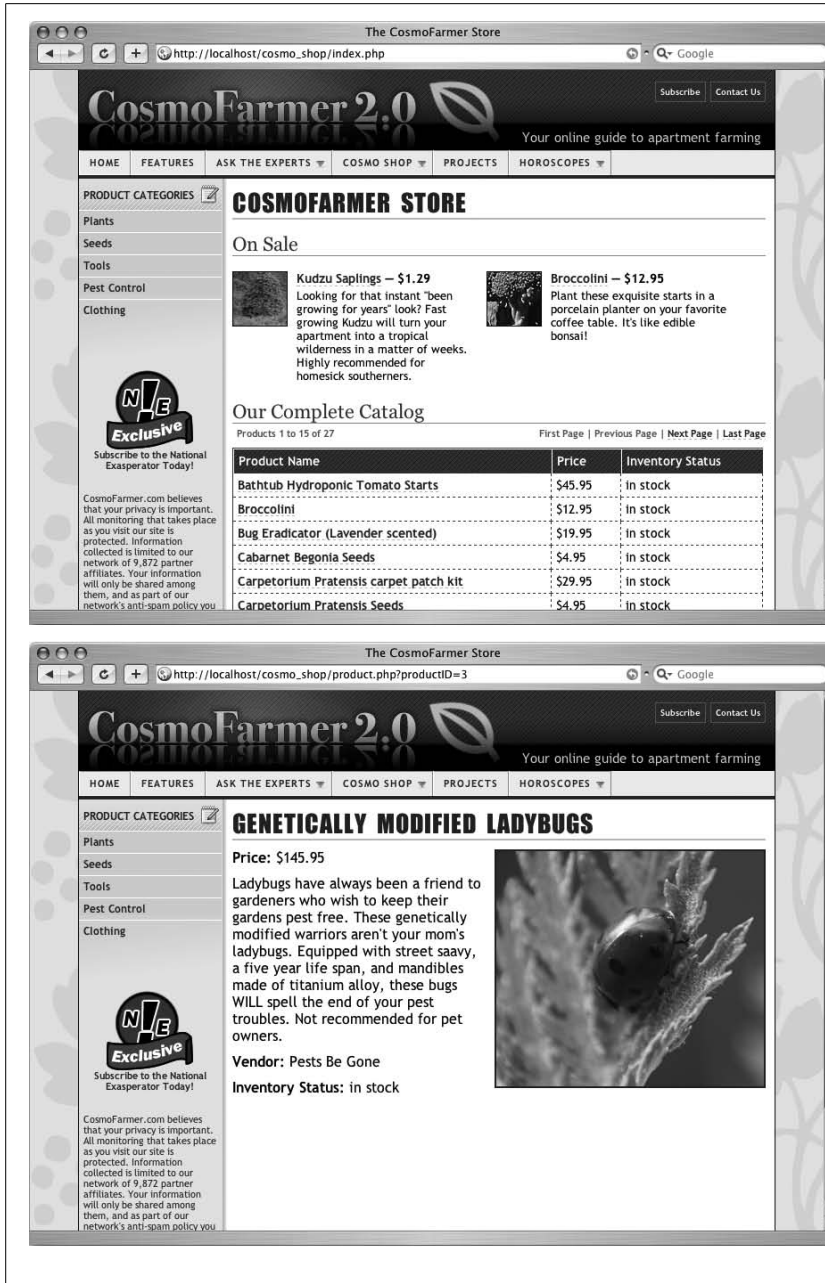 The CosmoFarmer Store
http://localhost/cosmo_shop/index.php
Google
CosmoFarmer 2.0
Subscribe
Contact Us
Your online guide to apartment farming
HOME
FEATURES
ASK THE EXPERTS
COSMO SHOP
PROJECTS
HOROSCOPES
PRODUCT CATEGORIES
Plants
Seeds
Tools
Pest Control
Clothing
N!E
Exclusive
Subscribe to the National
Exasperator Today!
CosmoFarmer.com believes
that your privacy is important.
All monitoring that takes place
as you visit our site is
protected. Information
collected is limited to our
network of 9,872 partner
affiliates. Your information
will only be shared among
them, and as part of our
network's anti-spam policy you
COSMOFARMER STORE
On Sale
Kudzu Saplings — $1.29
Looking for that instant "been
growing for years" look? Fast
growing Kudzu will turn your
apartment into a tropical
wilderness in a matter of weeks.
Highly recommended for
homesick southerners.
Broccolini — $12.95
Plant these exquisite starts in a
porcelain planter on your favorite
coffee table. It's like edible
bonsai!
Our Complete Catalog
Products 1 to 15 of 27
First Page | Previous Page | Next Page | Last Page
Product Name Price Inventory Status
Bathtub Hydroponic Tomato Starts $45.95 in stock
Broccolini $12.95 in stock
Bug Eradicator (Lavender scented) $19.95 in stock
Cabarnet Begonia Seeds $4.95 in stock
Carpetorium Pratensis carpet patch kit $29.95 in stock
Carpetorium Pratensis Seeds $4.95 in stock
The CosmoFarmer Store
http://localhost/cosmo_shop/product.php?productID=3
Google
CosmoFarmer 2.0
Subscribe
Contact Us
Your online guide to apartment farming
HOME
FEATURES
ASK THE EXPERTS
COSMO SHOP
PROJECTS
HOROSCOPES
PRODUCT CATEGORIES
Plants
Seeds
Tools
Pest Control
Clothing
N!E
Exclusive
Subscribe to the National
Exasperator Today!
CosmoFarmer.com believes
that your privacy is important.
All monitoring that takes place
as you visit our site is
protected. Information
collected is limited to our
network of 9,872 partner
affiliates. Your information
will only be shared among
them, and as part of our
network's anti-spam policy you
GENETICALLY MODIFIED LADYBUGS
Price: $145.95
Ladybugs have always been a friend to
gardeners who wish to keep their
gardens pest free. These genetically
modified warriors aren't your mom's
ladybugs. Equipped with street saavy,
a five year life span, and mandibles
made of titanium alloy, these bugs
WILL spell the end of your pest
troubles. Not recommended for pet
owners.
Vendor: Pests Be Gone
Inventory Status: in stock